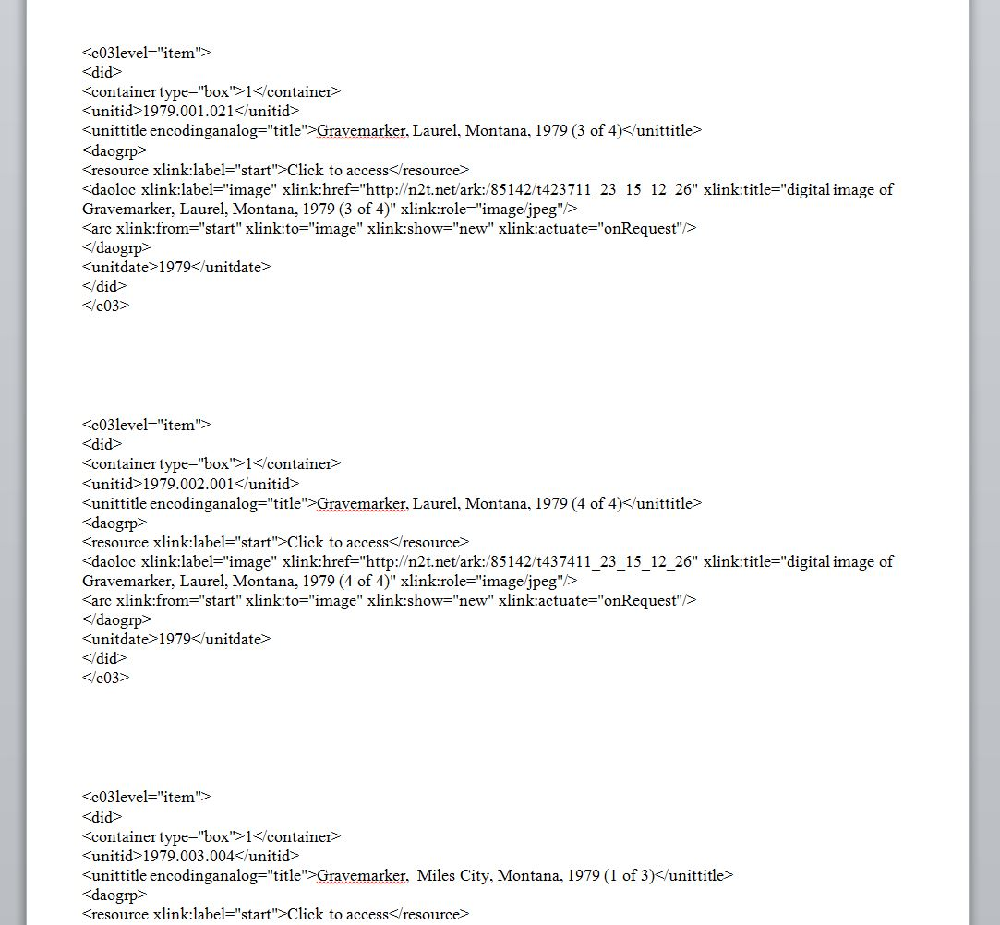 <c03level="item">
<did>
<container type="box">1</container>
<unitid>1979.001.021</unitid>
<unittitle encodinganalog="title">Gravemarker, Laurel, Montana, 1979 (3 of 4)</unittitle>
<daogrp>
<resource xlink:label="start">Click to access</resource>
<daoloc xlink:label="image" xlink:href="http://n2t.net/ark:/85142/t423711_23_15_12_26" xlink:title="digital image of
Gravemarker, Laurel, Montana, 1979 (3 of 4)" xlink:role="image/jpeg"/>
<arc xlink:from="start" xlink:to="image" xlink:show="new" xlink:actuate="onRequest"/>
</daogrp>
<unitdate>1979</unitdate>
</did>
</c03>
<c03level="item">
<did>
<container type="box">1</container>
<unitid>1979.002.001</unitid>
<unittitle encodinganalog="title">Gravemarker, Laurel, Montana, 1979 (4 of 4)</unittitle>
<daogrp>
<resource xlink:label="start">Click to access</resource>
<daoloc xlink:label="image" xlink:href="http://n2t.net/ark:/85142/t437411_23_15_12_26" xlink:title="digital image of
Gravemarker, Laurel, Montana, 1979 (4 of 4)" xlink:role="image/jpeg"/>
<arc xlink:from="start" xlink:to="image" xlink:show="new" xlink:actuate="onRequest"/>
</daogrp>
<unitdate>1979</unitdate>
</did>
</c03>
<c03level="item">
<did>
<container type="box">1</container>
<unitid>1979.003.004</unitid>
<unittitle encodinganalog="title">Gravemarker,  Miles City, Montana, 1979 (1 of 3)</unittitle>
<daogrp>
<resource xlink:label="start">Click to access</resource>